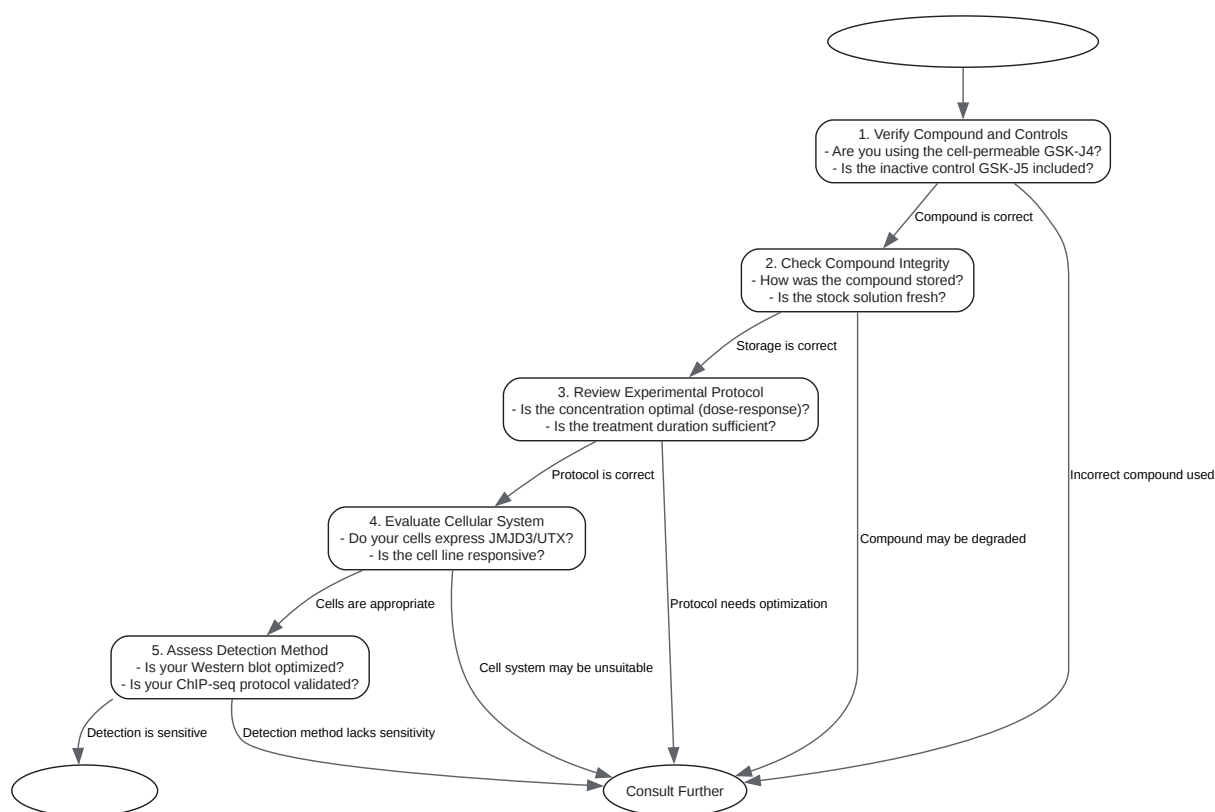 1. Verify Compound and Controls
- Are you using the cell-permeable GSK-J4?
- Is the inactive control GSK-J5 included?
Compound is correct
2. Check Compound Integrity
- How was the compound stored?
- Is the stock solution fresh?
Storage is correct
3. Review Experimental Protocol
- Is the concentration optimal (dose-response)?
- Is the treatment duration sufficient?
Protocol is correct
Incorrect compound used
4. Evaluate Cellular System
- Do your cells express JMJD3/UTX?
- Is the cell line responsive?
Compound may be degraded
Cells are appropriate
Protocol needs optimization
5. Assess Detection Method
- Is your Western blot optimized?
- Is your ChIP-seq protocol validated?
Cell system may be unsuitable
Detection is sensitive
Detection method lacks sensitivity
Consult Further